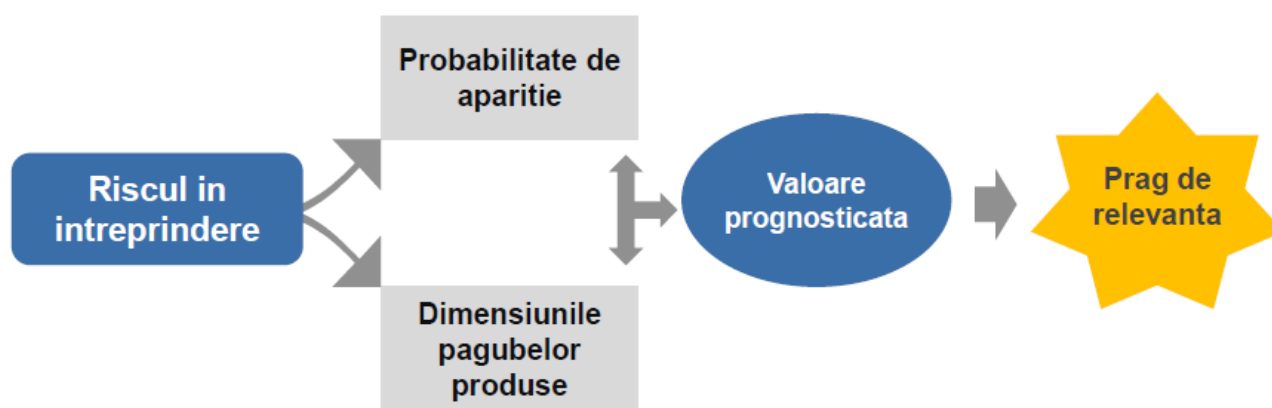 Probabilitate de
aparitie
Riscul in
intreprindere
Valoare
prognosticata
Prag de
relevanta
Dimensiunile
pagubelor
produse